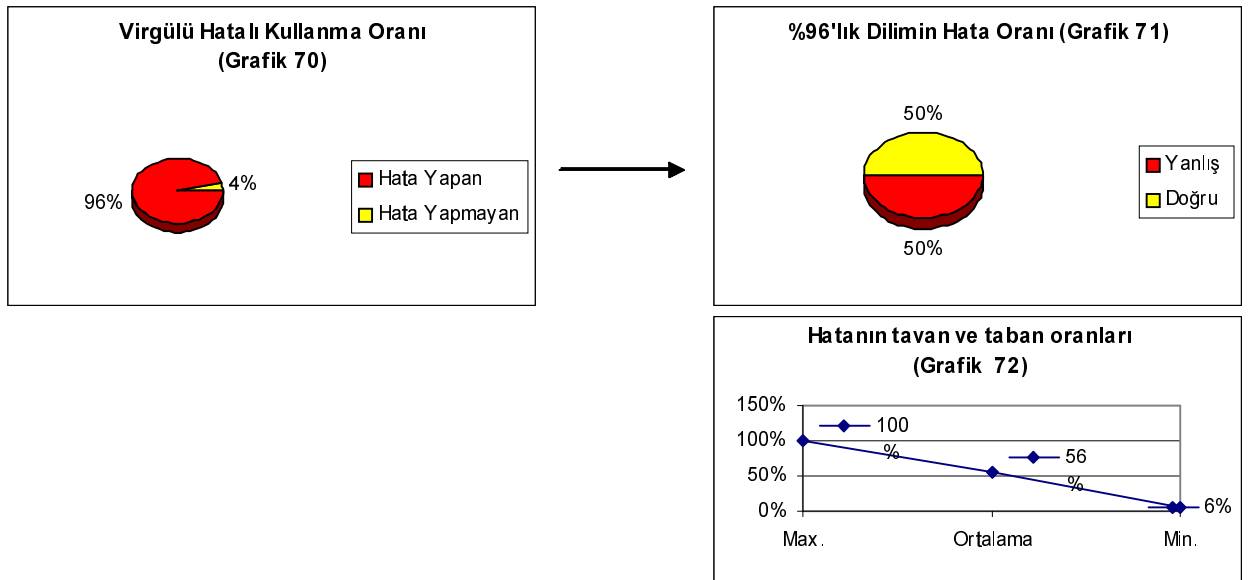 Virgülü Hatalı Kullanma Oranı
(Grafik 70)
96%
4%
Hata Yapan
Hata Yapmayan
%96'lık Dilimin Hata Oranı (Grafik 71)
50%
50%
Yanlış
Doğru
Hatanın tavan ve taban oranları
(Grafik 72)
150%
100%
50%
0%
100
%
56
%
6%
Max.
Ortalama
Min.